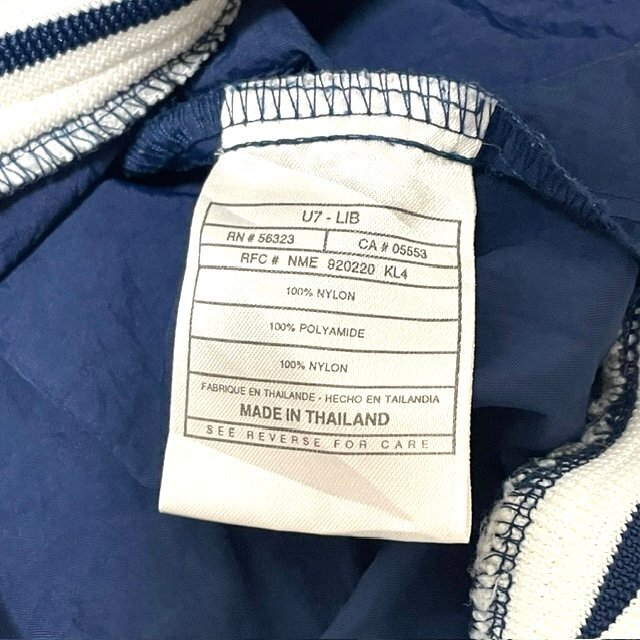 U7 - LIB
RN # 56323 CA # 05553
RFC # NME 920220 KL4
100% NYLON
100% POLYAMIDE
100% NYLON
FABRIQUE EN THAILANDE - HECHO EN TAILANDIA
MADE IN THAILAND
SEE REVERSE FOR CARE